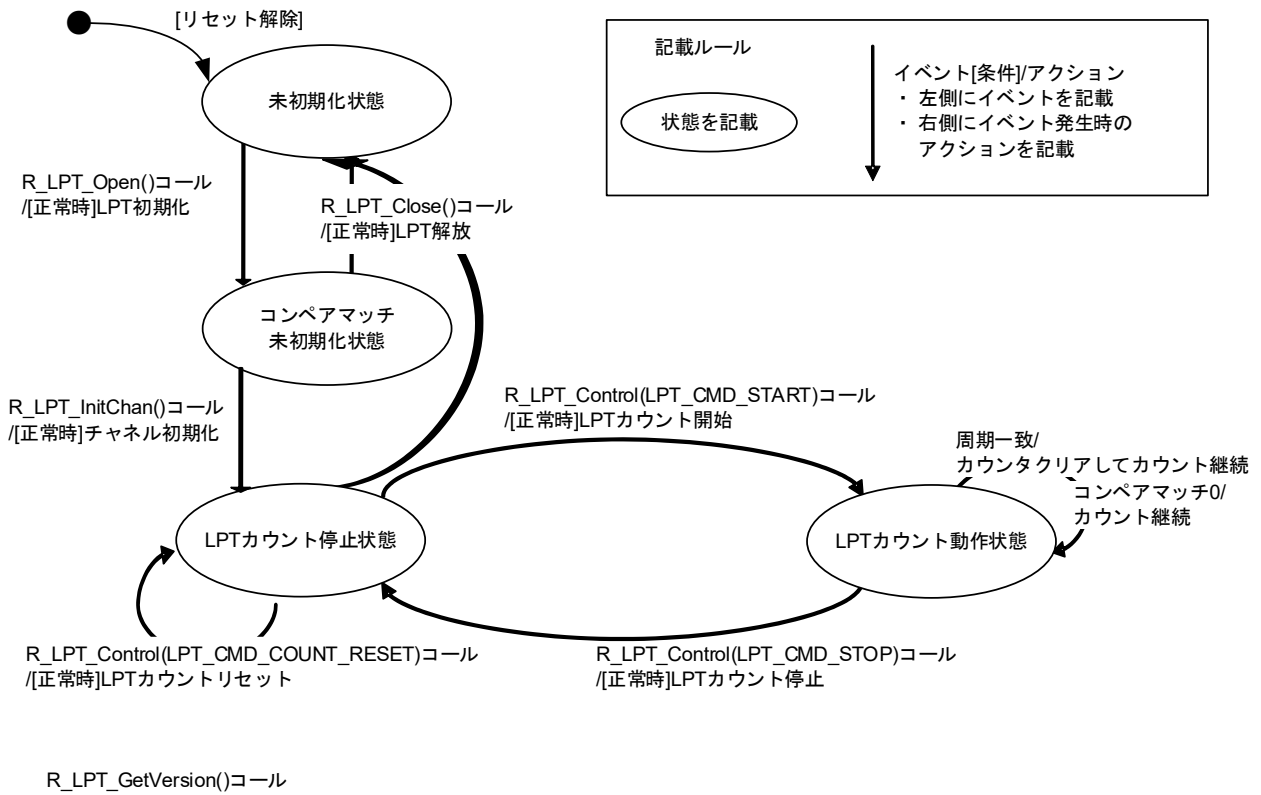 [リセット解除]
未初期化状態
記載ルール
状態を記載
イベント[条件]/アクション
・ 左側にイベントを記載
・ 右側にイベント発生時の
アクションを記載
R_LPT_Open()コール
/[正常時]LPT初期化
R_LPT_Close()コール
/[正常時]LPT解放
コンペアマッチ
未初期化状態
R_LPT_InitChan()コール
/[正常時]チャネル初期化
R_LPT_Control(LPT_CMD_START)コール
/[正常時]LPTカウント開始
周期一致/
カウンタクリアしてカウント継続
コンペアマッチ0/
カウント継続
LPTカウント停止状態
LPTカウント動作状態
R_LPT_Control(LPT_CMD_COUNT_RESET)コール
/[正常時]LPTカウントリセット
R_LPT_Control(LPT_CMD_STOP)コール
/[正常時]LPTカウント停止
R_LPT_GetVersion()コール